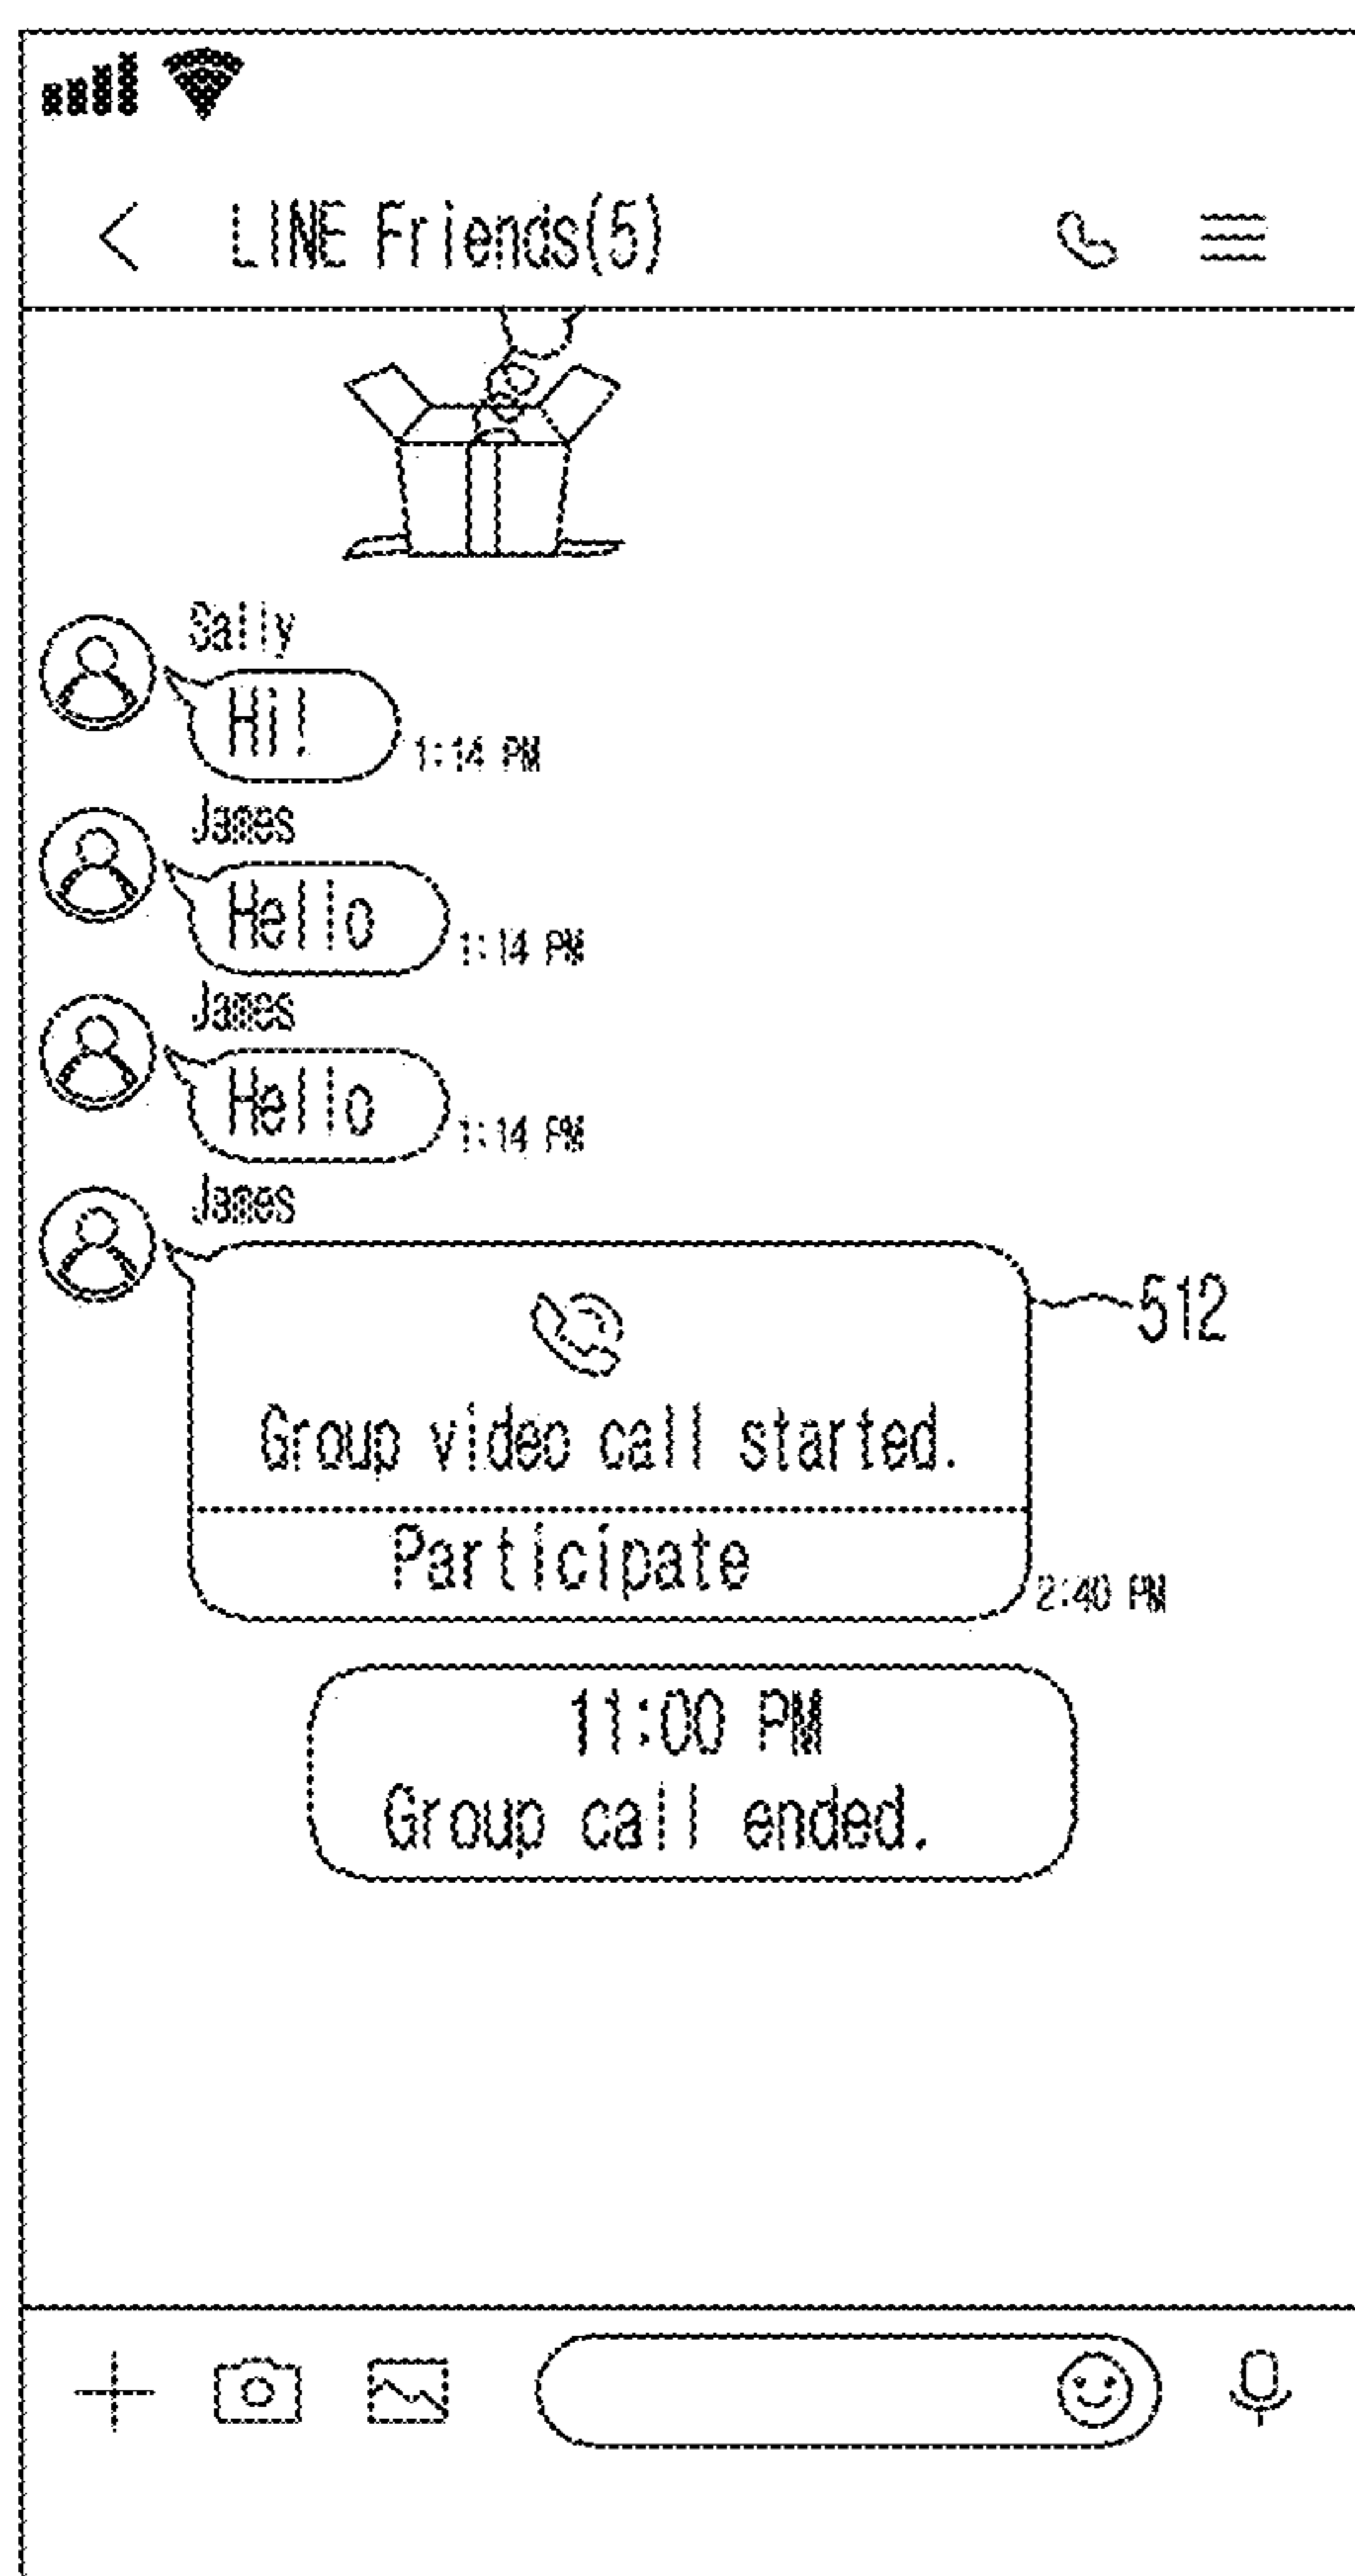 LINE Friends(5)
Sally
Hi!
1:14 PM
James
Hello
1:14 PM
James
Hello
1:14 PM
James
512
Group video call started.
Participate
2:40 PM
11:00 PM
Group call ended.